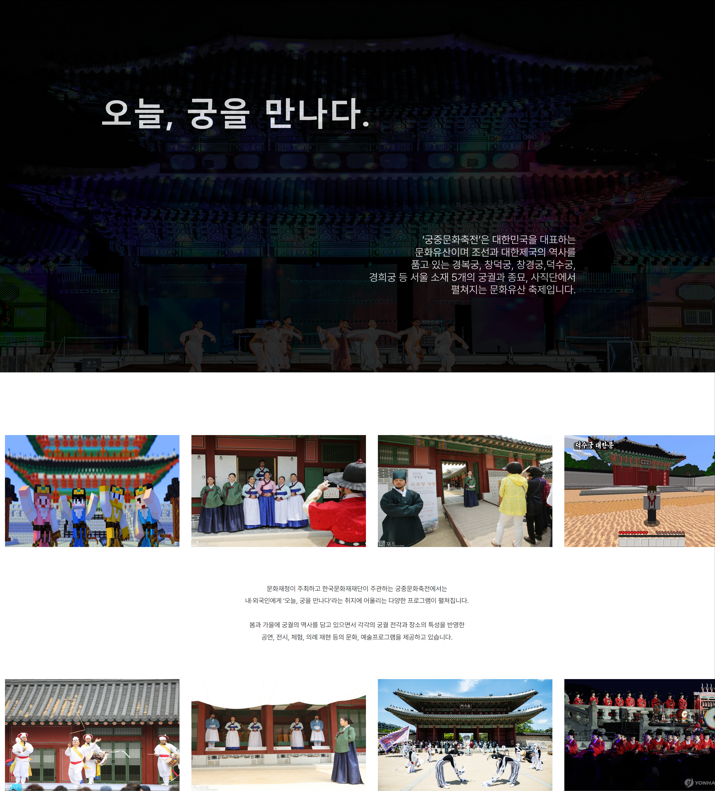 오늘, 궁을 만나다.
'궁중문화축전'은 대한민국을 대표하는
문화유산이며 조선과 대한제국의 역사를
품고 있는 경복궁, 창덕궁, 창경궁,덕수궁,
경희궁 등 서울 소재 5개의 궁궐과 종묘, 사직단에서
펼쳐지는 문화유산 축제입니다.
덕수궁 대한문
문화재청이 주최하고 한국문화재재단이 주관하는 궁중문화축전에서는
내·외국인에게 '오늘, 궁을 만나다'라는 취지에 어울리는 다양한 프로그램이 펼쳐집니다.
봄과 가을에 궁궐의 역사를 담고 있으면서 각각의 궁궐 전각과 장소의 특성을 반영한
공연, 전시, 체험, 의례 재현 등의 문화, 예술프로그램을 제공하고 있습니다.
YONHA